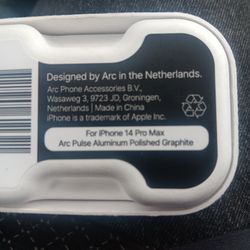 Designed by Arc in the Netherlands.
Arc Phone Accessories B.V.,
Wasaweg 3, 9723 JD, Groningen,
Netherlands | Made in China
iPhone is a trademark of Apple Inc.
For iPhone 14 Pro Max
Arc Pulse Aluminum Polished Graphite